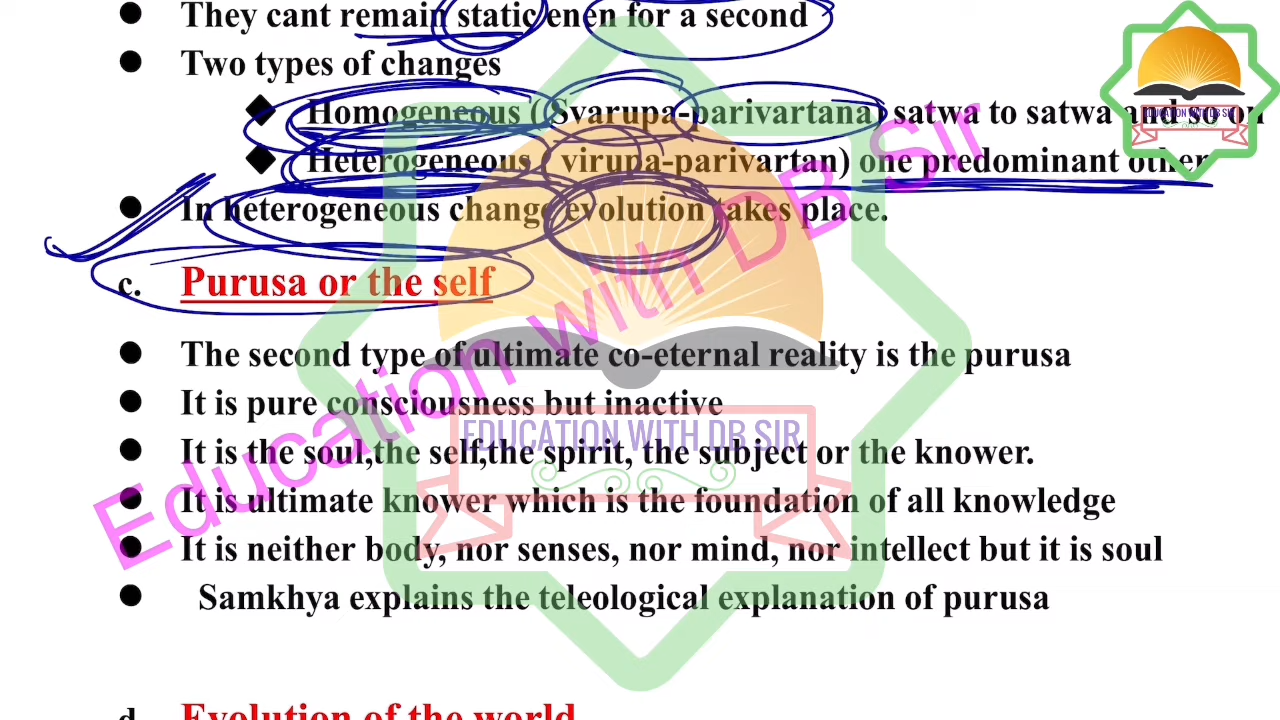 They cant remain static enen for a second
Two types of changes
Homogeneous ( Svarupa-parivartana) satwa to satwa and so on
Heterogeneous ( virupa-parivartan) one predominant other
In heterogeneous change evolution takes place.
c. Purusa or the self
The second type of ultimate co-eternal reality is the purusa
It is pure consciousness but inactive
It is the soul,the self,the spirit, the subject or the knower.
It is ultimate knower which is the foundation of all knowledge
It is neither body, nor senses, nor mind, nor intellect but it is soul
Samkhya explains the teleological explanation of purusa
d. Evolution of the world
Education with DB Sir
EDUCATION WITH DB SIR
EDUCATION WITH DB SIR